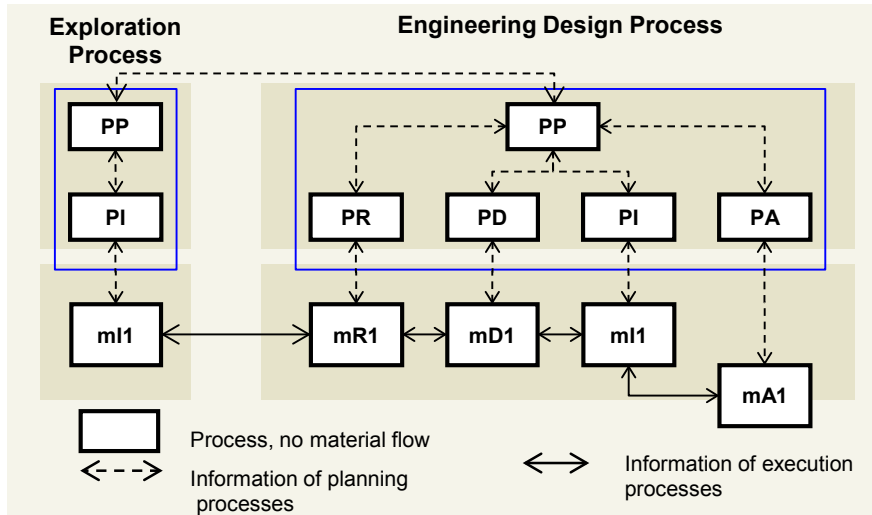 Exploration
Process
Engineering Design Process
PP
PP
PI
PR
PD
PI
PA
mI1
mR1
mD1
mI1
mA1
Process, no material flow
Information of planning
processes
Information of execution
processes